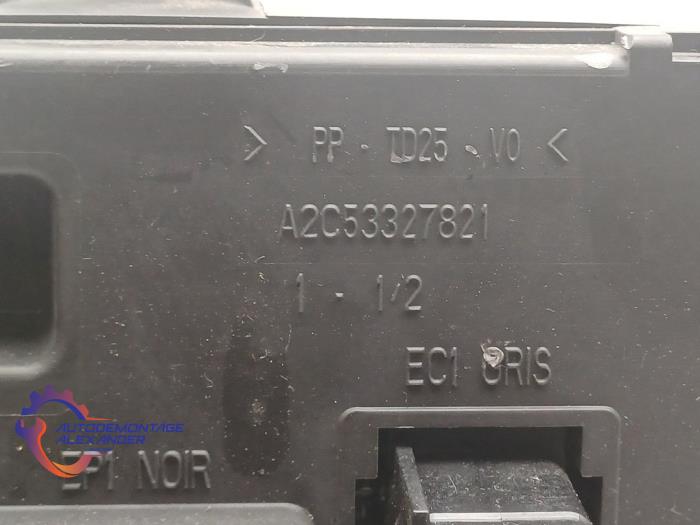 > PP - TD25 - V0 <
A2C53327821
1 - 1/2
EC1 GRIS
AUTODEMONTAGE
ALEXANDER
EP1 NOIR